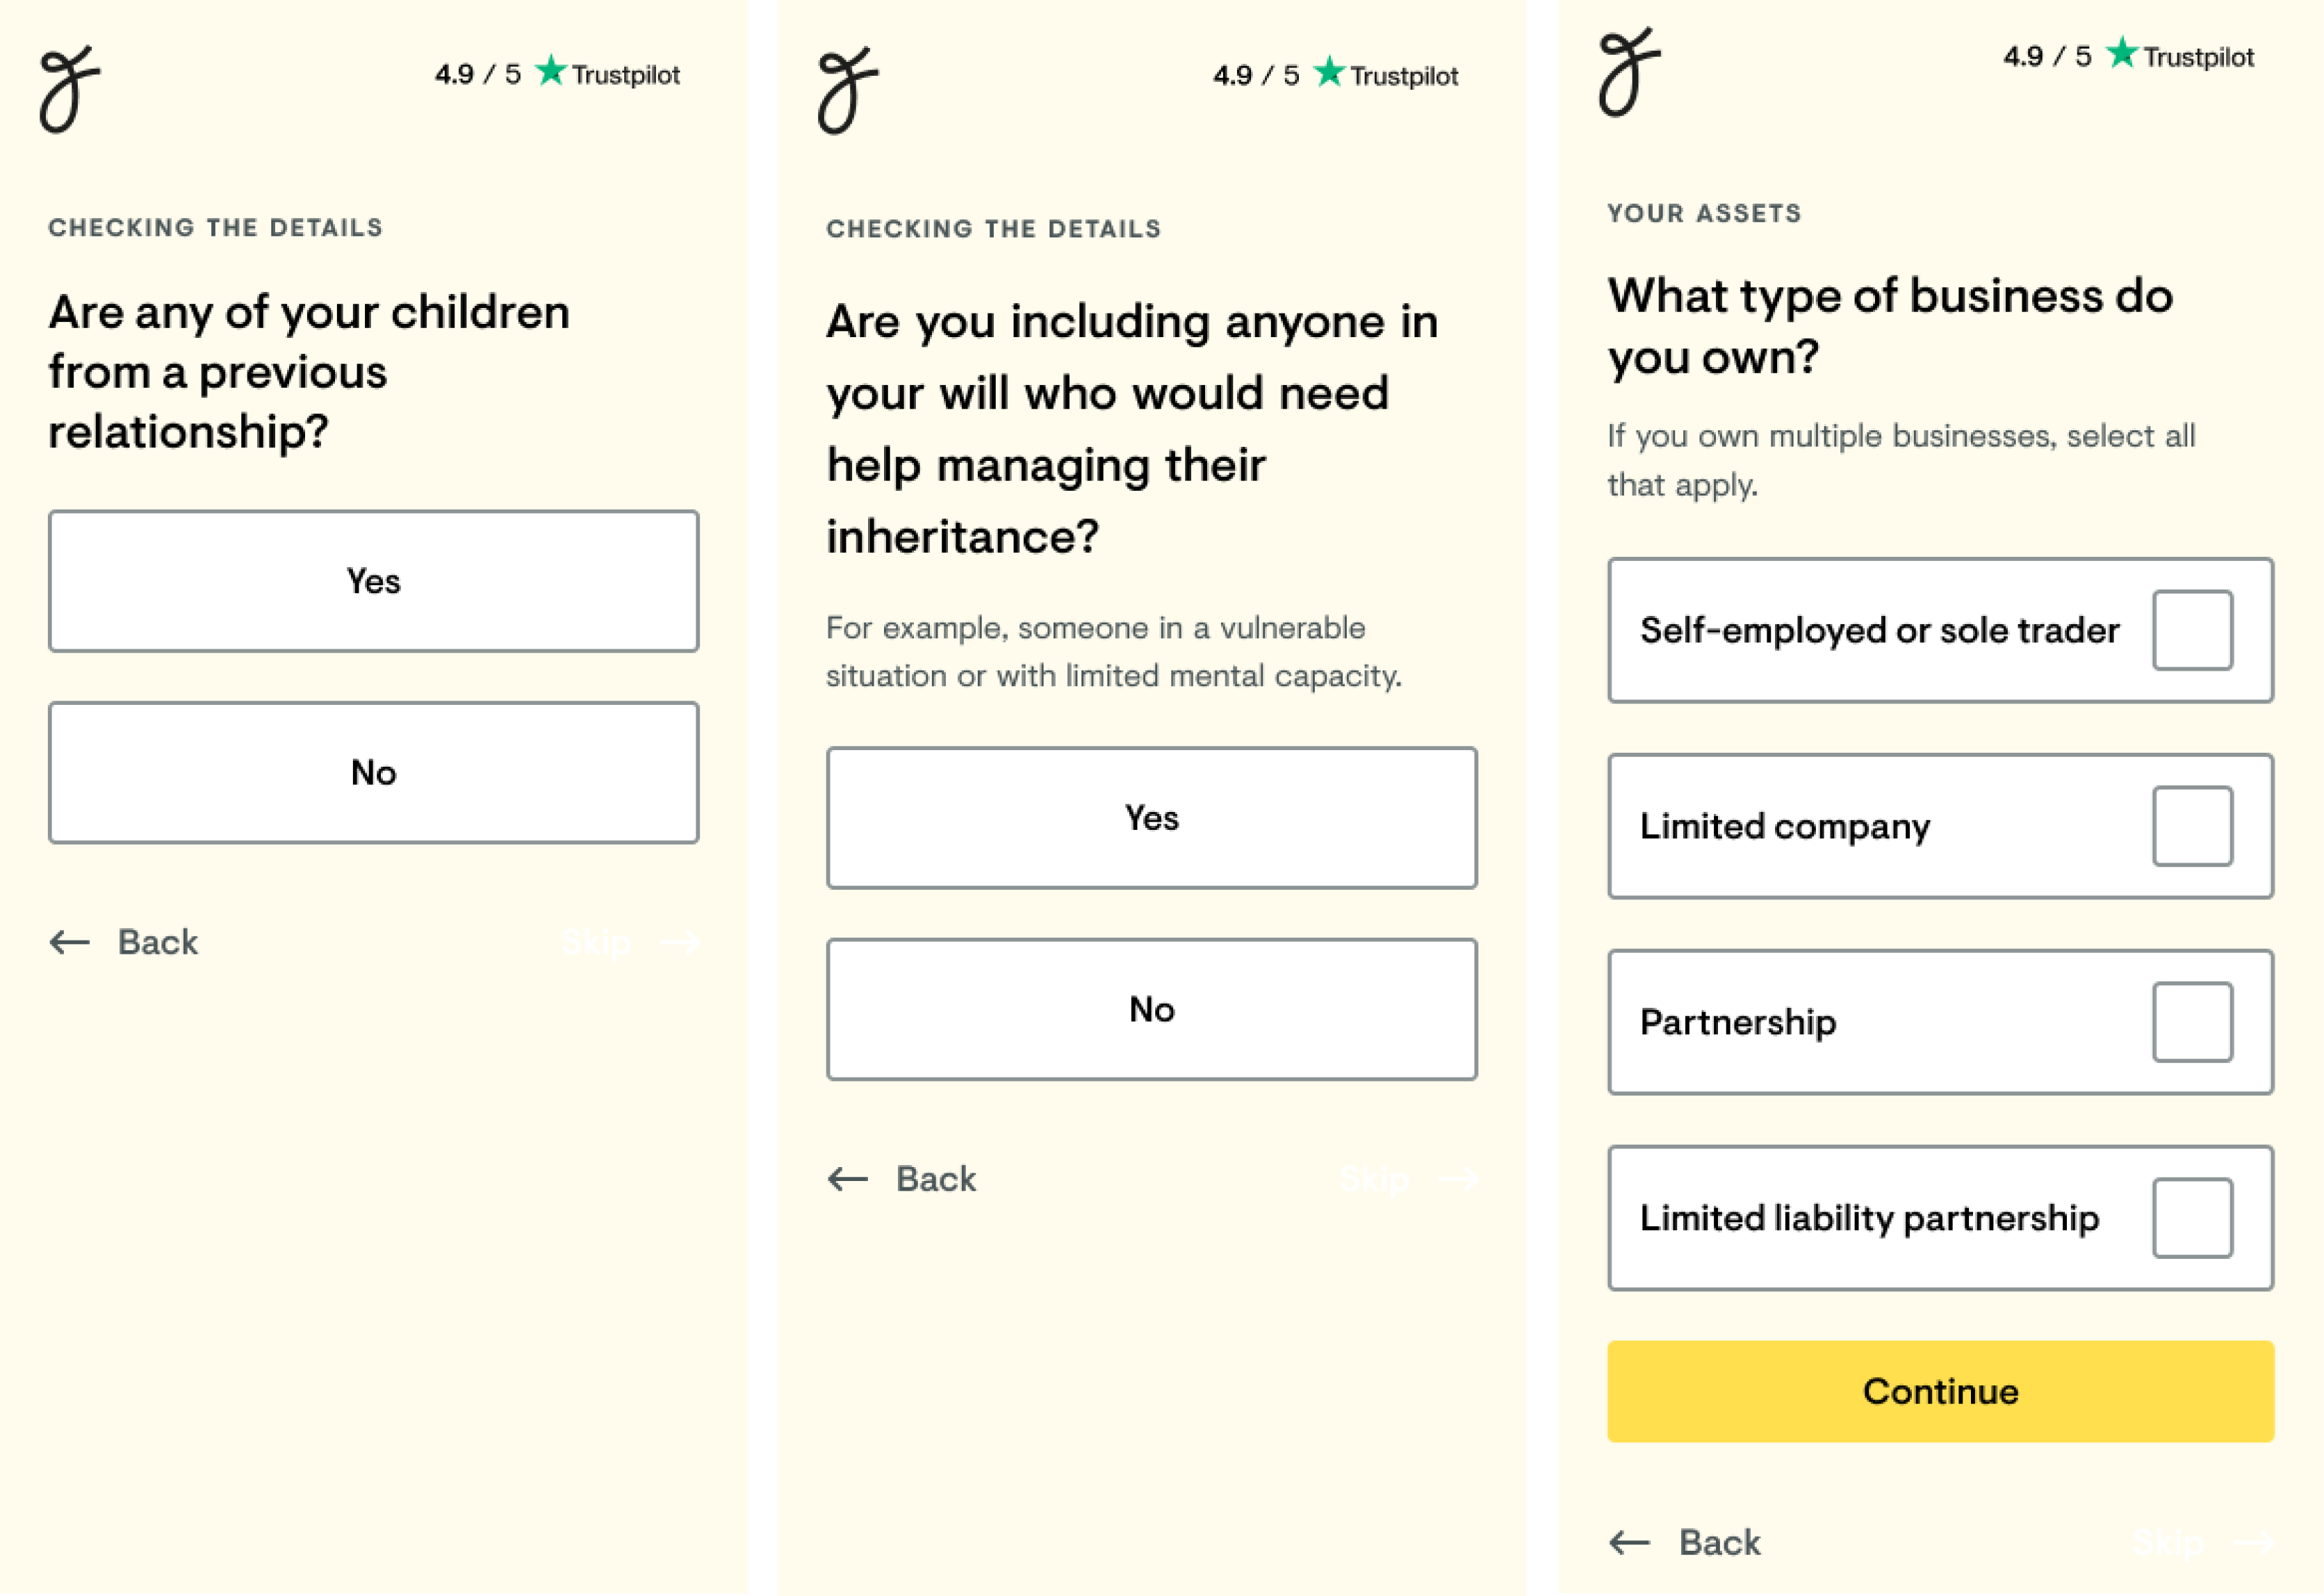 4.9 / 5 Trustpilot
CHECKING THE DETAILS
Are any of your children
from a previous
relationship?
Yes
No
Back
Skip
4.9 / 5 Trustpilot
CHECKING THE DETAILS
Are you including anyone in
your will who would need
help managing their
inheritance?
For example, someone in a vulnerable
situation or with limited mental capacity.
Yes
No
Back
Skip
4.9 / 5 Trustpilot
YOUR ASSETS
What type of business do
you own?
If you own multiple businesses, select all
that apply.
Self-employed or sole trader
Limited company
Partnership
Limited liability partnership
Continue
Back
Skip